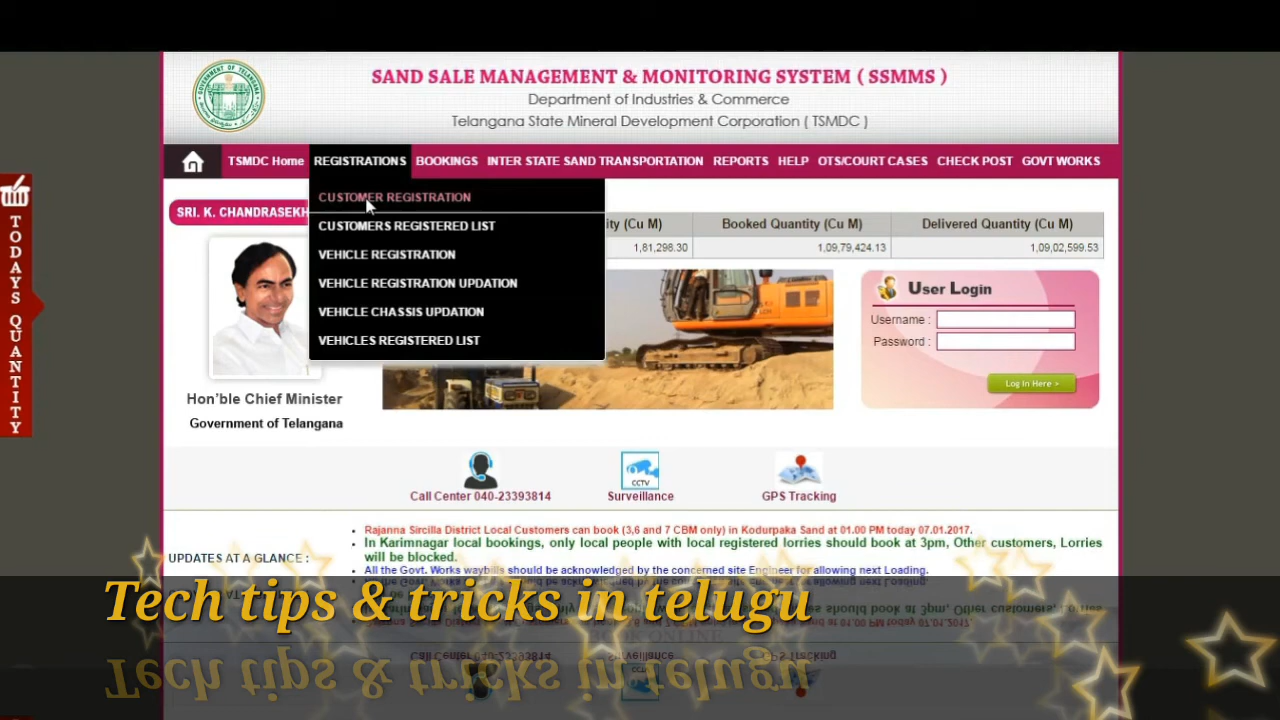 SAND SALE MANAGEMENT & MONITORING SYSTEM ( SSMMS )
Department of Industries & Commerce
Telangana State Mineral Development Corporation ( TSMDC )
TSMDC Home REGISTRATIONS BOOKINGS INTER STATE SAND TRANSPORTATION REPORTS HELP OTS/COURT CASES CHECK POST GOVT WORKS
CUSTOMER REGISTRATION
CUSTOMERS REGISTERED LIST
VEHICLE REGISTRATION
VEHICLE REGISTRATION UPDATION
VEHICLE CHASSIS UPDATION
VEHICLES REGISTERED LIST
TODAYS QUANTITY
SRI. K. CHANDRASEKH
ity (Cu M) Booked Quantity (Cu M) Delivered Quantity (Cu M)
1,81,298.30 1,09,79,424.13 1,09,02,599.53
User Login
Username :
Password :
Log In Here »
Hon'ble Chief Minister
Government of Telangana
Call Center 040-23393814 Surveillance GPS Tracking
CCTV
UPDATES AT A GLANCE :
Rajanna Sircilla District Local Customers can book (3,6 and 7 CBM only) in Kodurpaka Sand at 01.00 PM today 07.01.2017.
In Karimnagar local bookings, only local people with local registered lorries should book at 3pm, Other customers, Lorries
will be blocked.
All the Govt. Works waybills should be acknowledged by the concerned site Engineer for allowing next Loading.
Tech tips & tricks in telugu